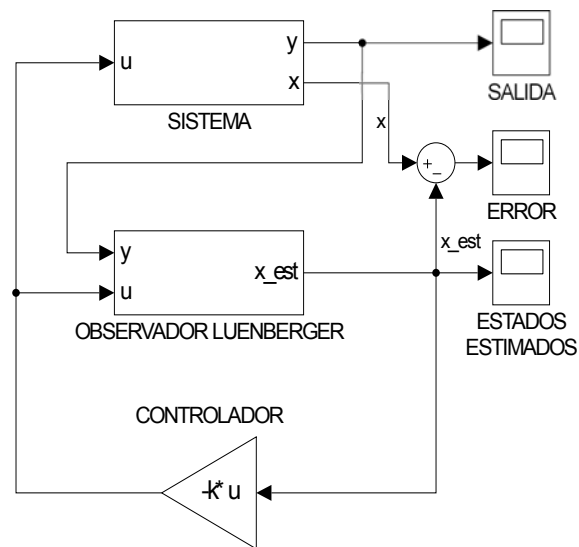 y
u
x
SALIDA
SISTEMA
x
+
_
ERROR
y
x_est
x_est
u
OBSERVADOR LUENBERGER
ESTADOS
ESTIMADOS
CONTROLADOR
-k* u